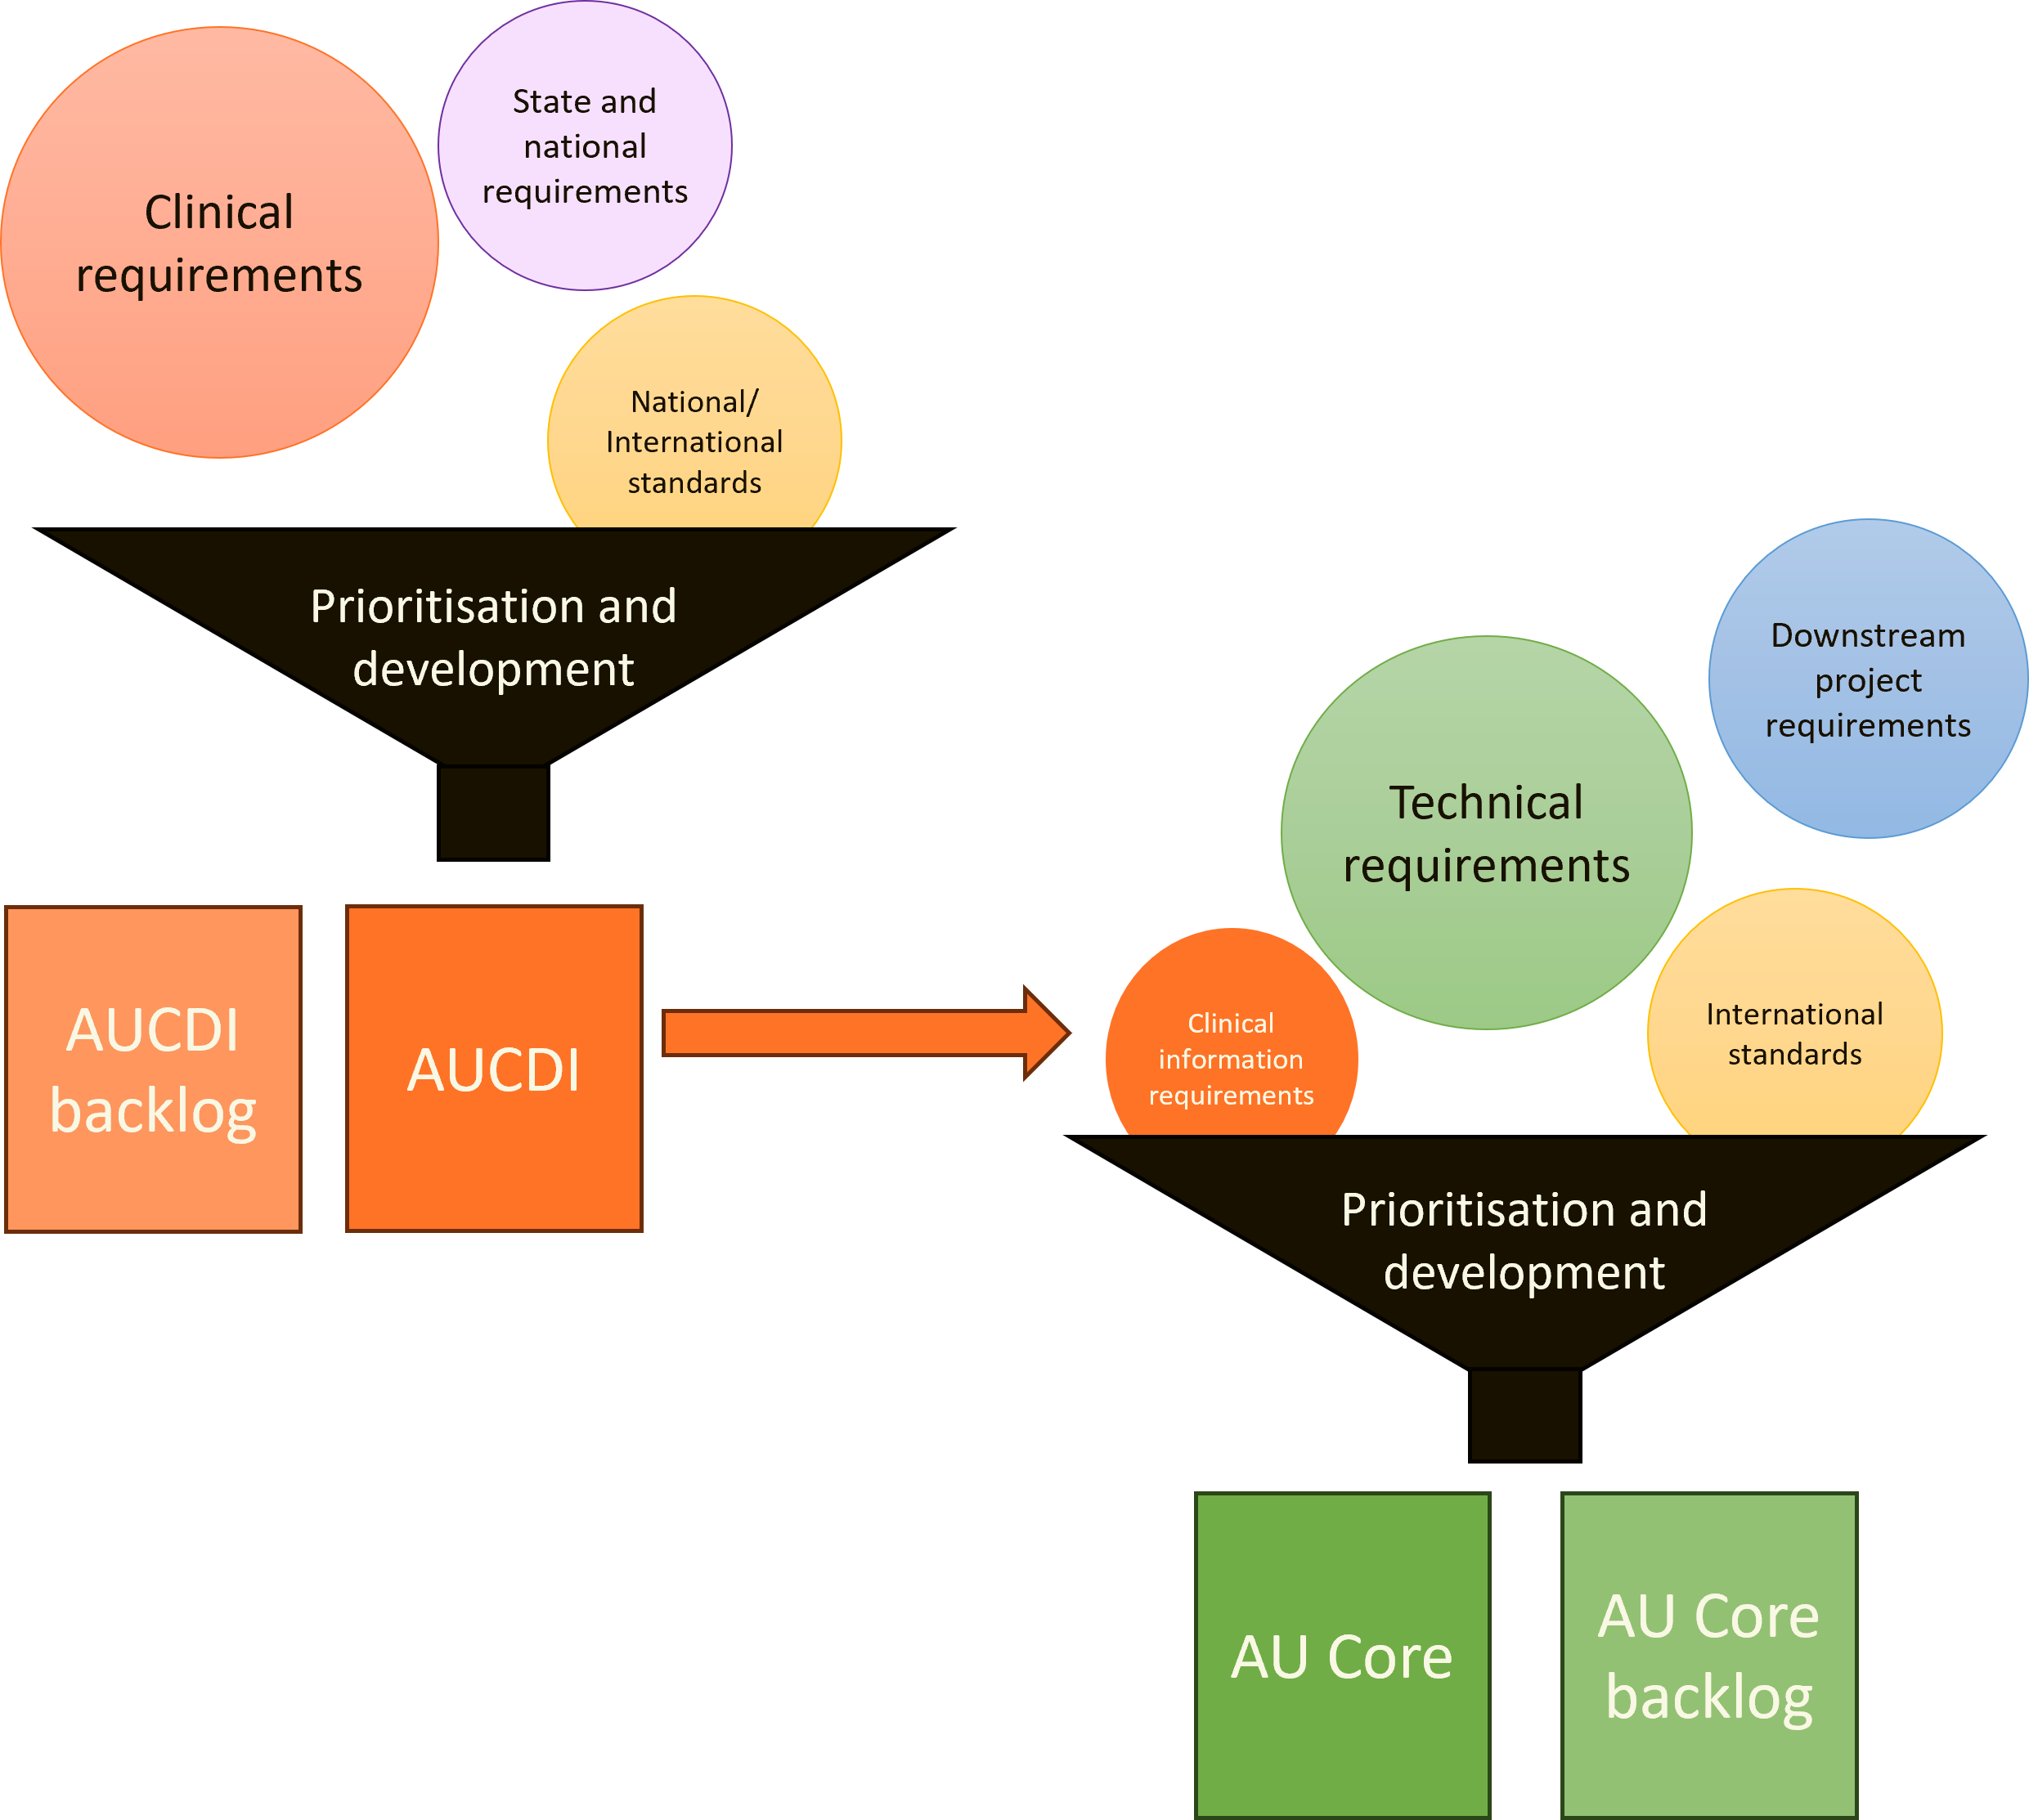 Clinical
requirements
State and
national
requirements
National/
International
standards
Prioritisation and
development
AUCDI
backlog
AUCDI
Downstream
project
requirements
Technical
requirements
Clinical
information
requirements
International
standards
Prioritisation and
development
AU Core
AU Core
backlog